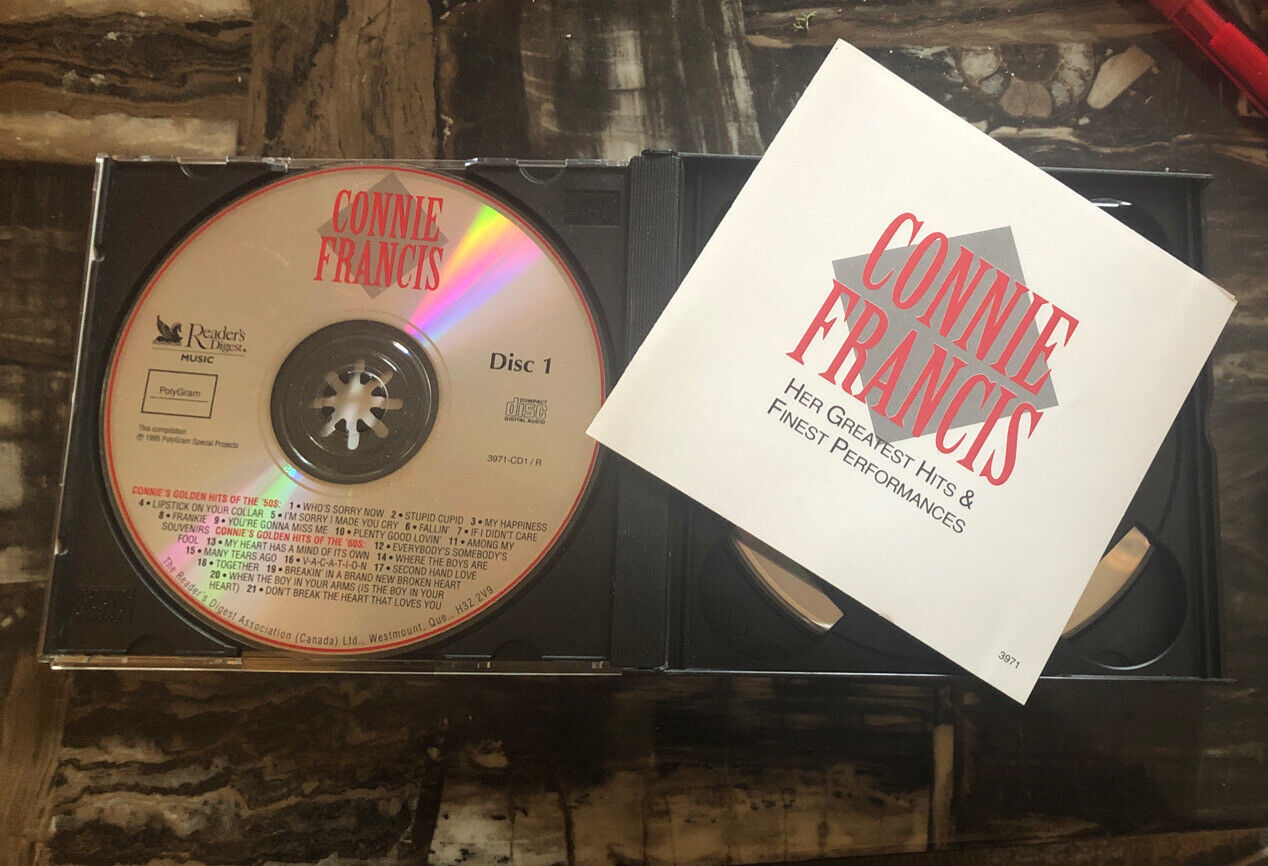 CONNIE
FRANCIS
Reader's
Digest®
MUSIC
PolyGram
This compilation
℗ 1995 PolyGram Special Projects
Disc 1
COMPACT
disc
DIGITAL AUDIO
3971-CD1 / R
CONNIE'S GOLDEN HITS OF THE '50S: 1 • WHO'S SORRY NOW 2 • STUPID CUPID 3 • MY HAPPINESS
4 • LIPSTICK ON YOUR COLLAR 5 • I'M SORRY I MADE YOU CRY 6 • FALLIN' 7 • IF I DIDN'T CARE
8 • FRANKIE 9 • YOU'RE GONNA MISS ME 10 • PLENTY GOOD LOVIN' 11 • AMONG MY
SOUVENIRS CONNIE'S GOLDEN HITS OF THE '60S: 12 • EVERYBODY'S SOMEBODY'S
FOOL 13 • MY HEART HAS A MIND OF ITS OWN 14 • WHERE THE BOYS ARE
15 • MANY TEARS AGO 16 • V-A-C-A-T-I-O-N 17 • SECOND HAND LOVE
18 • TOGETHER 19 • BREAKIN' IN A BRAND NEW BROKEN HEART
20 • WHEN THE BOY IN YOUR ARMS (IS THE BOY IN YOUR
HEART) 21 • DON'T BREAK THE HEART THAT LOVES YOU
The Reader's Digest Association (Canada) Ltd., Westmount, Que., H3Z 2V9
CONNIE
FRANCIS
HER GREATEST HITS &
FINEST PERFORMANCES
3971